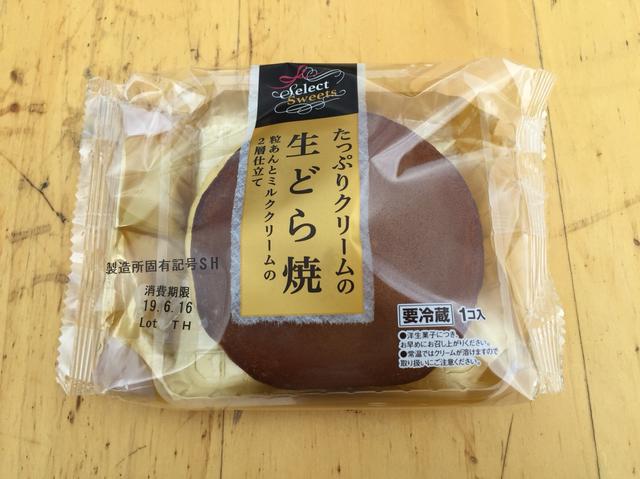 Select
Sweets
たっぷりクリームの
生どら焼
粒あんとミルククリームの
2層仕立て
製造所固有記号SH
消費期限
19.6.16
Lot TH
要冷蔵 1コ入
●洋生菓子につき、
お早めにお召し上がりください。
●常温ではクリームが溶けますので
取り扱いにご注意ください。